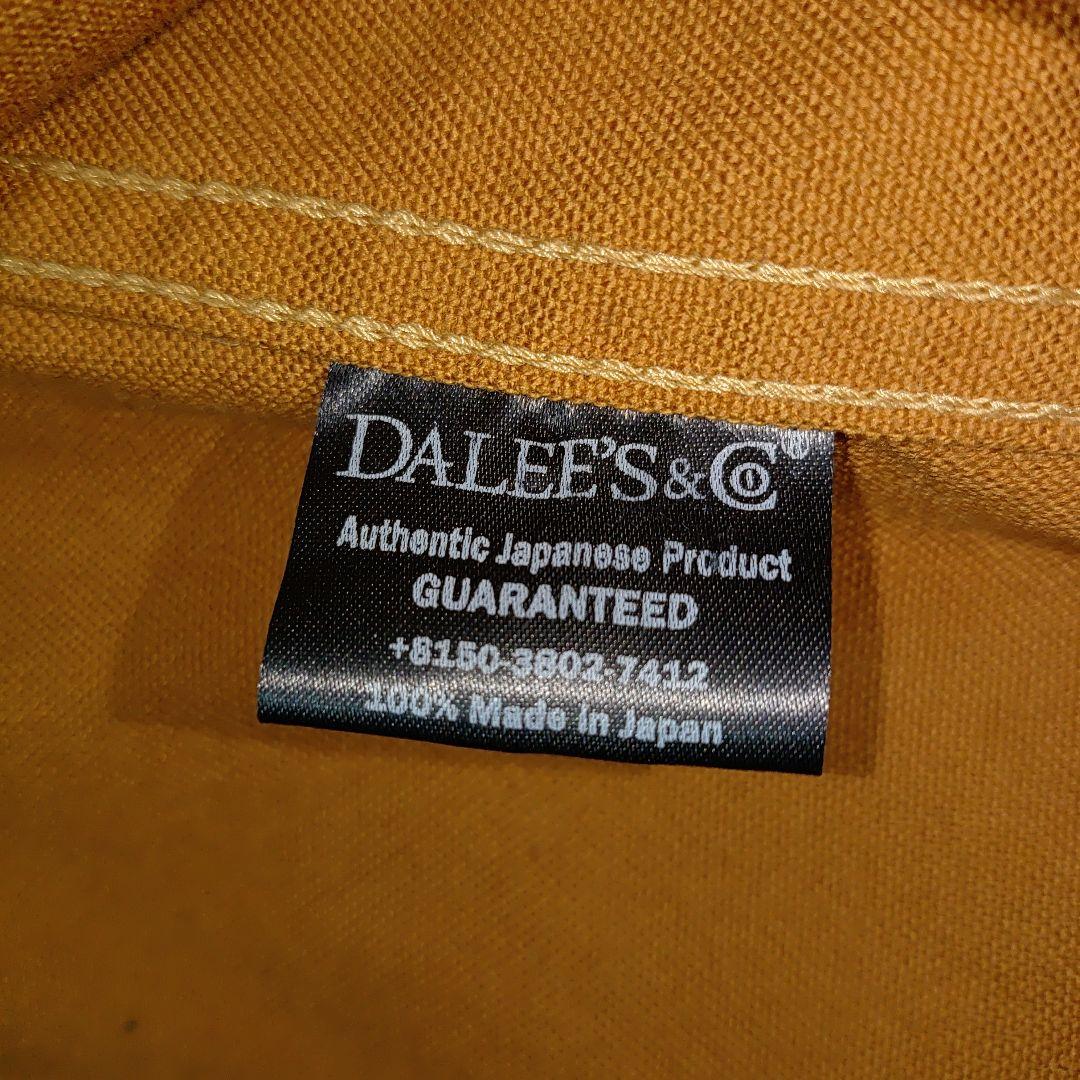 DALEE'S & Co®
Authentic Japanese Product
GUARANTEED
+8150-3802-7412
100% Made in Japan